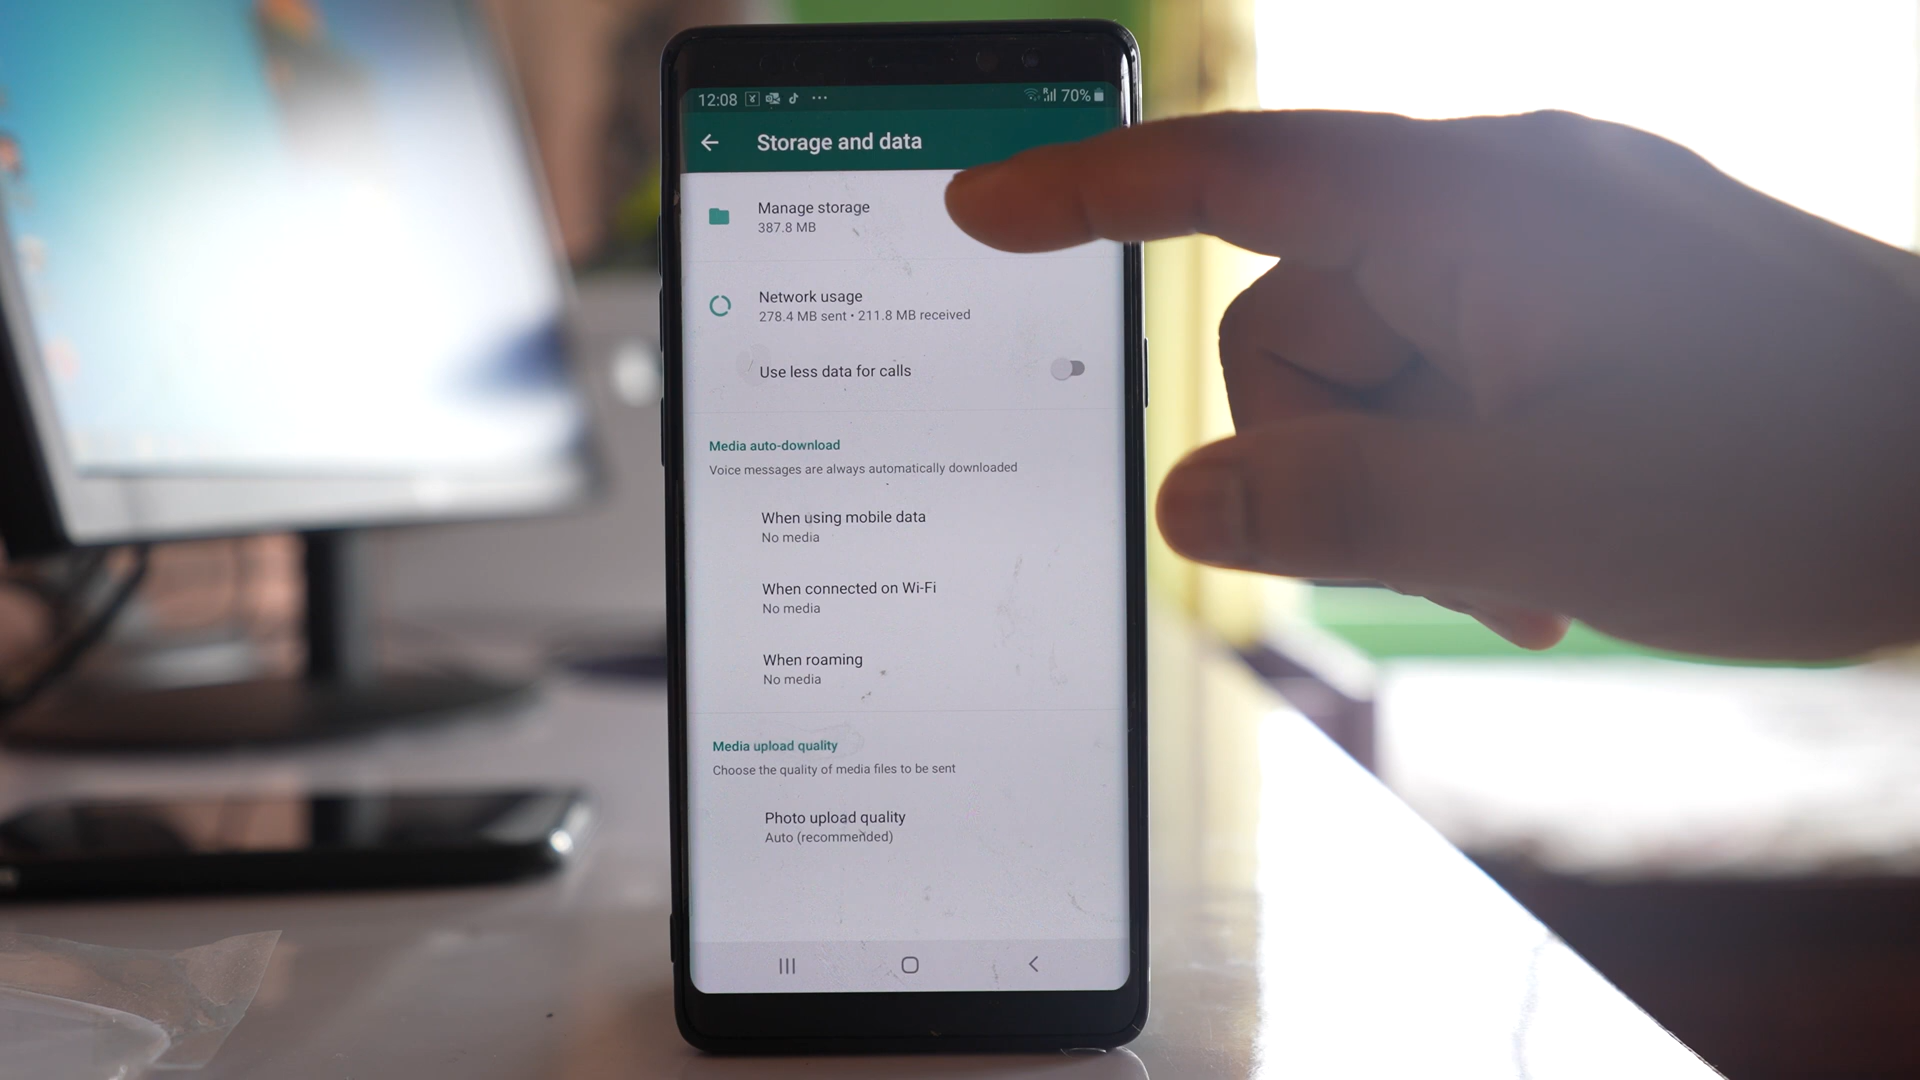 12:08 70%
Storage and data
Manage storage
387.8 MB
Network usage
278.4 MB sent • 211.8 MB received
Use less data for calls
Media auto-download
Voice messages are always automatically downloaded
When using mobile data
No media
When connected on Wi-Fi
No media
When roaming
No media
Media upload quality
Choose the quality of media files to be sent
Photo upload quality
Auto (recommended)